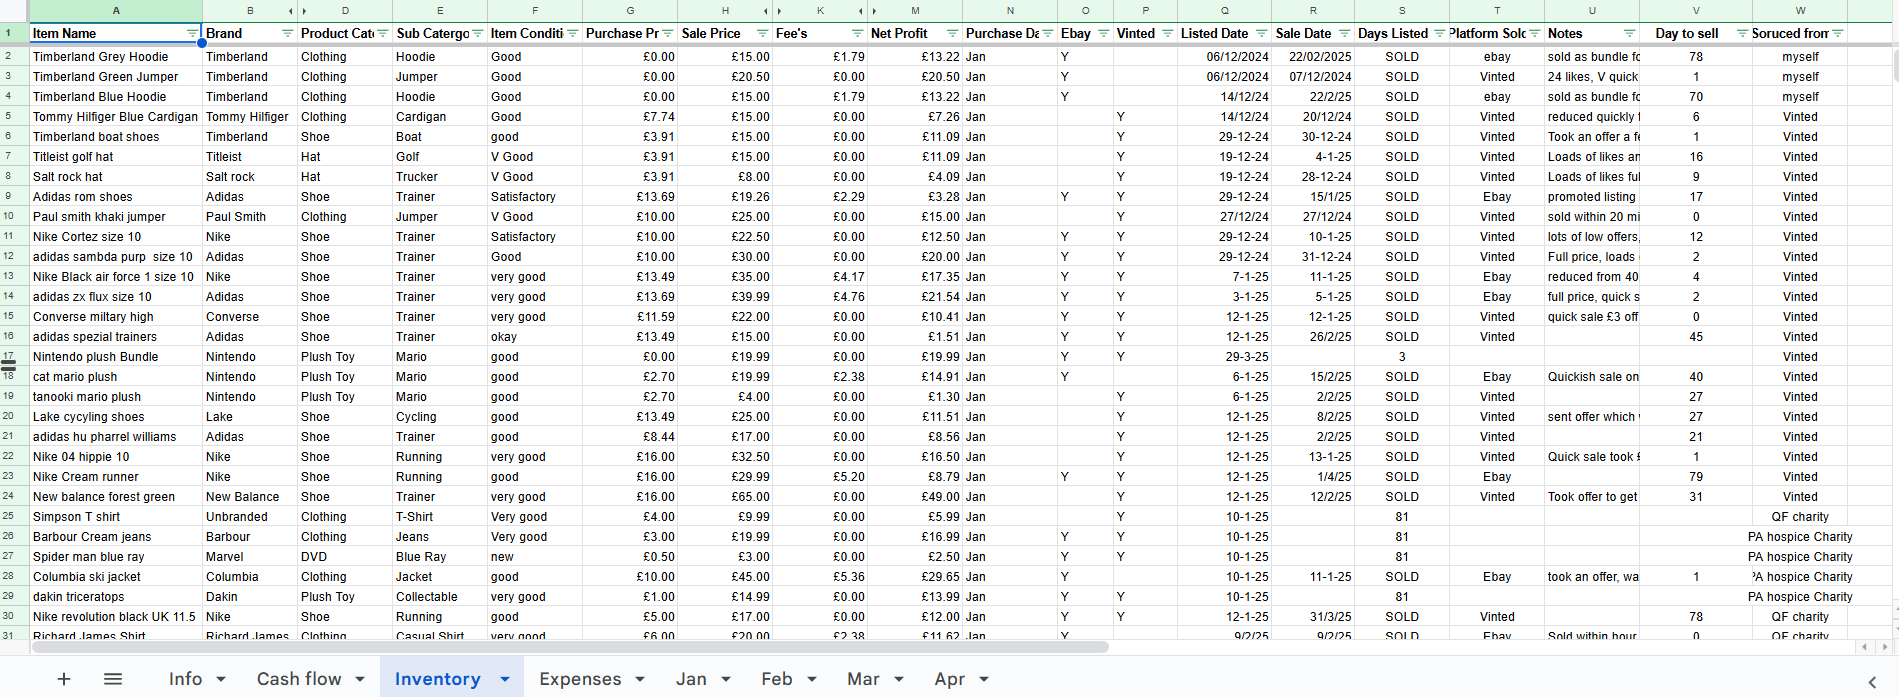 A B D E F G H K M N O P Q R S T U V W
1 Item Name Brand Product Cate Sub Catergo Item Conditi Purchase Pr Sale Price Fee's Net Profit Purchase Da Ebay Vinted Listed Date Sale Date Days Listed Platform Solc Notes Day to sell Soruced fron
2 Timberland Grey Hoodie Timberland Clothing Hoodie Good £0.00 £15.00 £1.79 £13.22 Jan Y 06/12/2024 22/02/2025 SOLD ebay sold as bundle fo 78 myself
3 Timberland Green Jumper Timberland Clothing Jumper Good £0.00 £20.50 £0.00 £20.50 Jan Y 06/12/2024 07/12/2024 SOLD Vinted 24 likes, V quick 1 myself
4 Timberland Blue Hoodie Timberland Clothing Hoodie Good £0.00 £15.00 £1.79 £13.22 Jan Y 14/12/24 22/2/25 SOLD ebay sold as bundle fo 70 myself
5 Tommy Hilfiger Blue Cardigan Tommy Hilfiger Clothing Cardigan Good £7.74 £15.00 £0.00 £7.26 Jan Y 14/12/24 20/12/24 SOLD Vinted reduced quickly 6 Vinted
6 Timberland boat shoes Timberland Shoe Boat good £3.91 £15.00 £0.00 £11.09 Jan Y 29-12-24 30-12-24 SOLD Vinted Took an offer a fe 1 Vinted
7 Titleist golf hat Titleist Hat Golf V Good £3.91 £15.00 £0.00 £11.09 Jan Y 19-12-24 4-1-25 SOLD Vinted Loads of likes an 16 Vinted
8 Salt rock hat Salt rock Hat Trucker V Good £3.91 £8.00 £0.00 £4.09 Jan Y 19-12-24 28-12-24 SOLD Vinted Loads of likes ful 9 Vinted
9 Adidas rom shoes Adidas Shoe Trainer Satisfactory £13.69 £19.26 £2.29 £3.28 Jan Y Y 29-12-24 15/1/25 SOLD Ebay promoted listing 17 Vinted
10 Paul smith khaki jumper Paul Smith Clothing Jumper V Good £10.00 £25.00 £0.00 £15.00 Jan Y 27/12/24 27/12/24 SOLD Vinted sold within 20 mi 0 Vinted
11 Nike Cortez size 10 Nike Shoe Trainer Satisfactory £10.00 £22.50 £0.00 £12.50 Jan Y Y 29-12-24 10-1-25 SOLD Vinted lots of low offers, 12 Vinted
12 adidas sambda purp size 10 Adidas Shoe Trainer Good £10.00 £30.00 £0.00 £20.00 Jan Y Y 29-12-24 31-12-24 SOLD Vinted Full price, loads 2 Vinted
13 Nike Black air force 1 size 10 Nike Shoe Trainer very good £13.49 £35.00 £4.17 £17.35 Jan Y Y 7-1-25 11-1-25 SOLD Ebay reduced from 40 4 Vinted
14 adidas zx flux size 10 Adidas Shoe Trainer very good £13.69 £39.99 £4.76 £21.54 Jan Y Y 3-1-25 5-1-25 SOLD Ebay full price, quick s 2 Vinted
15 Converse miltary high Converse Shoe Trainer very good £11.59 £22.00 £0.00 £10.41 Jan Y Y 12-1-25 12-1-25 SOLD Vinted quick sale £3 off 0 Vinted
16 adidas spezial trainers Adidas Shoe Trainer okay £13.49 £15.00 £0.00 £1.51 Jan Y Y 12-1-25 26/2/25 SOLD Vinted 45 Vinted
17 Nintendo plush Bundle Nintendo Plush Toy Mario good £0.00 £19.99 £0.00 £19.99 Jan Y Y 29-3-25 3 Vinted
18 cat mario plush Nintendo Plush Toy Mario good £2.70 £19.99 £2.38 £14.91 Jan Y 6-1-25 15/2/25 SOLD Ebay Quickish sale on 40 Vinted
19 tanooki mario plush Nintendo Plush Toy Mario good £2.70 £4.00 £0.00 £1.30 Jan Y 6-1-25 2/2/25 SOLD Vinted 27 Vinted
20 Lake cycyling shoes Lake Shoe Cycling good £13.49 £25.00 £0.00 £11.51 Jan Y 12-1-25 8/2/25 SOLD Vinted sent offer which 27 Vinted
21 adidas hu pharrel williams Adidas Shoe Trainer good £8.44 £17.00 £0.00 £8.56 Jan Y 12-1-25 2/2/25 SOLD Vinted 21 Vinted
22 Nike 04 hippie 10 Nike Shoe Running very good £16.00 £32.50 £0.00 £16.50 Jan Y 12-1-25 13-1-25 SOLD Vinted Quick sale took £ 1 Vinted
23 Nike Cream runner Nike Shoe Running good £16.00 £29.99 £5.20 £8.79 Jan Y Y 12-1-25 1/4/25 SOLD Ebay 79 Vinted
24 New balance forest green New Balance Shoe Trainer very good £16.00 £65.00 £0.00 £49.00 Jan Y 12-1-25 12/2/25 SOLD Vinted Took offer to get 31 Vinted
25 Simpson T shirt Unbranded Clothing T-Shirt Very good £4.00 £9.99 £0.00 £5.99 Jan Y 10-1-25 81 QF charity
26 Barbour Cream jeans Barbour Clothing Jeans Very good £3.00 £19.99 £0.00 £16.99 Jan Y Y 10-1-25 81 PA hospice Charity
27 Spider man blue ray Marvel DVD Blue Ray new £0.50 £3.00 £0.00 £2.50 Jan Y Y 10-1-25 81 PA hospice Charity
28 Columbia ski jacket Columbia Clothing Jacket good £10.00 £45.00 £5.36 £29.65 Jan Y 10-1-25 11-1-25 SOLD Ebay took an offer, wa 1 PA hospice Charity
29 dakin triceratops Dakin Plush Toy Collectable very good £1.00 £14.99 £0.00 £13.99 Jan Y Y 10-1-25 81 PA hospice Charity
30 Nike revolution black UK 11.5 Nike Shoe Running good £5.00 £17.00 £0.00 £12.00 Jan Y Y 12-1-25 31/3/25 SOLD Vinted 78 QF charity
31 Richard James Shirt Richard James Clothing Casual Shirt very good £6.00 £20.00 £2.38 £11.62 Jan Y 9/2/25 9/2/25 SOLD Ebay Sold within hour 0 QF charity
Info Cash flow Inventory Expenses Jan Feb Mar Apr